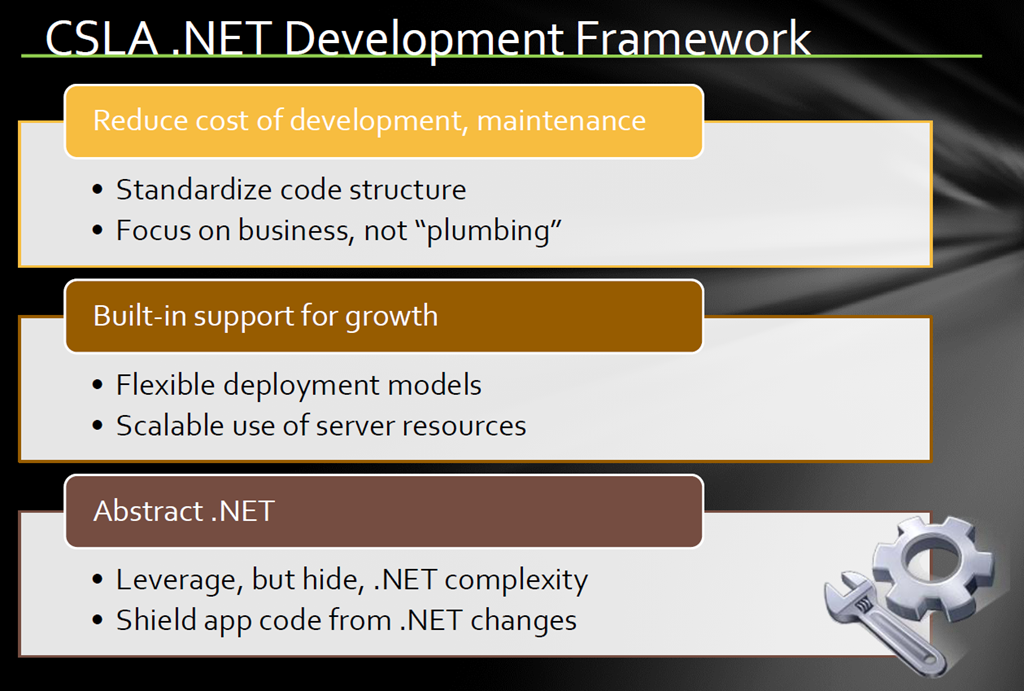 CSLA .NET Development Framework
Reduce cost of development, maintenance
• Standardize code structure
• Focus on business, not “plumbing”
Built-in support for growth
• Flexible deployment models
• Scalable use of server resources
Abstract .NET
• Leverage, but hide, .NET complexity
• Shield app code from .NET changes